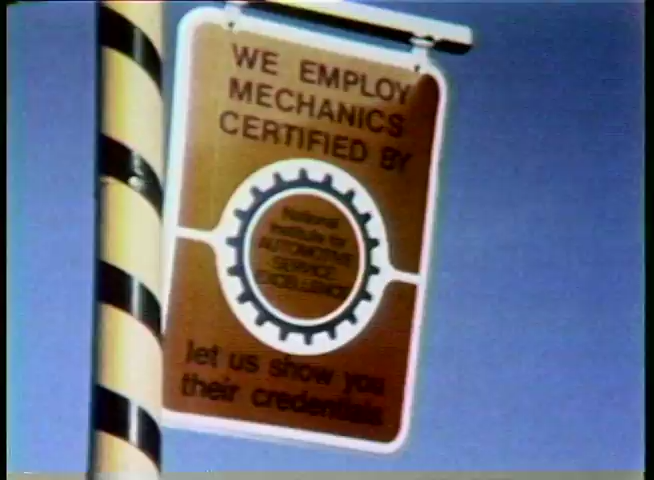 WE EMPLOY
MECHANICS
CERTIFIED BY
National
Institute for
AUTOMOTIVE
SERVICE
EXCELLENCE
let us show you
their credentials